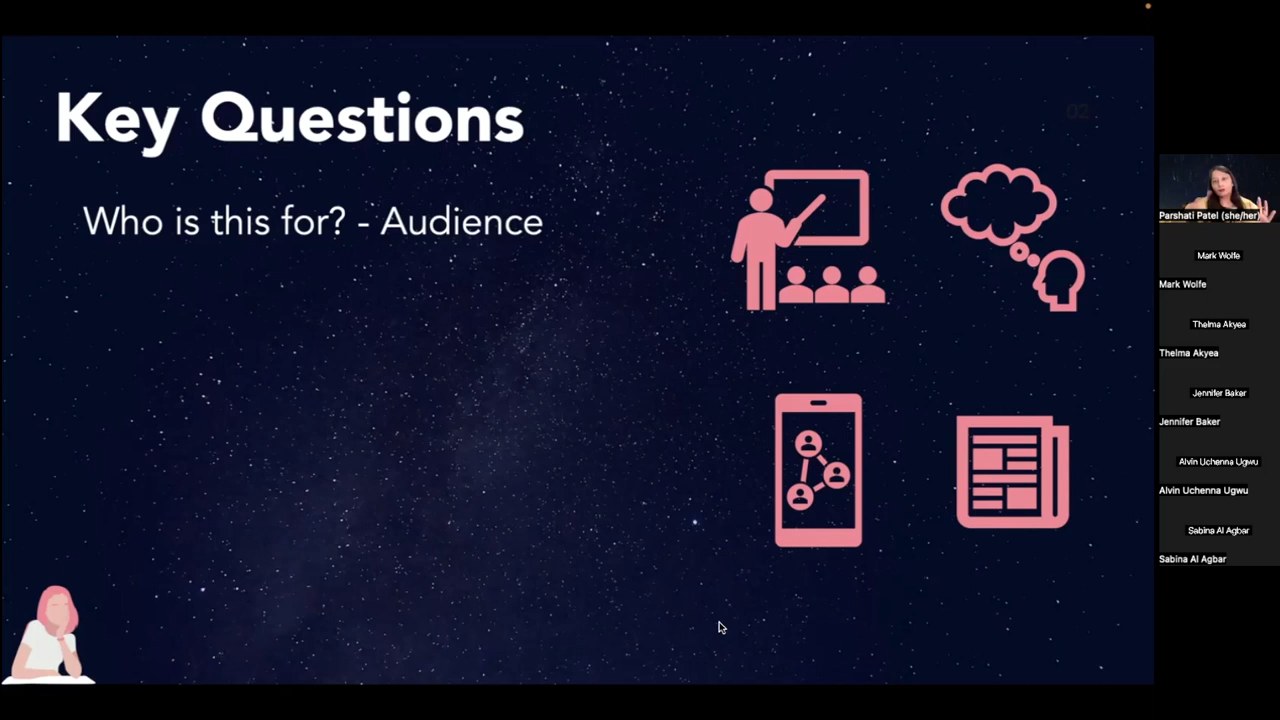 Key Questions
02
Who is this for? - Audience
Parshati Patel (she/her)
Mark Wolfe
Mark Wolfe
Thelma Akyea
Thelma Akyea
Jennifer Baker
Jennifer Baker
Alvin Uchenna Ugwu
Alvin Uchenna Ugwu
Sabina Al Agbar
Sabina Al Agbar